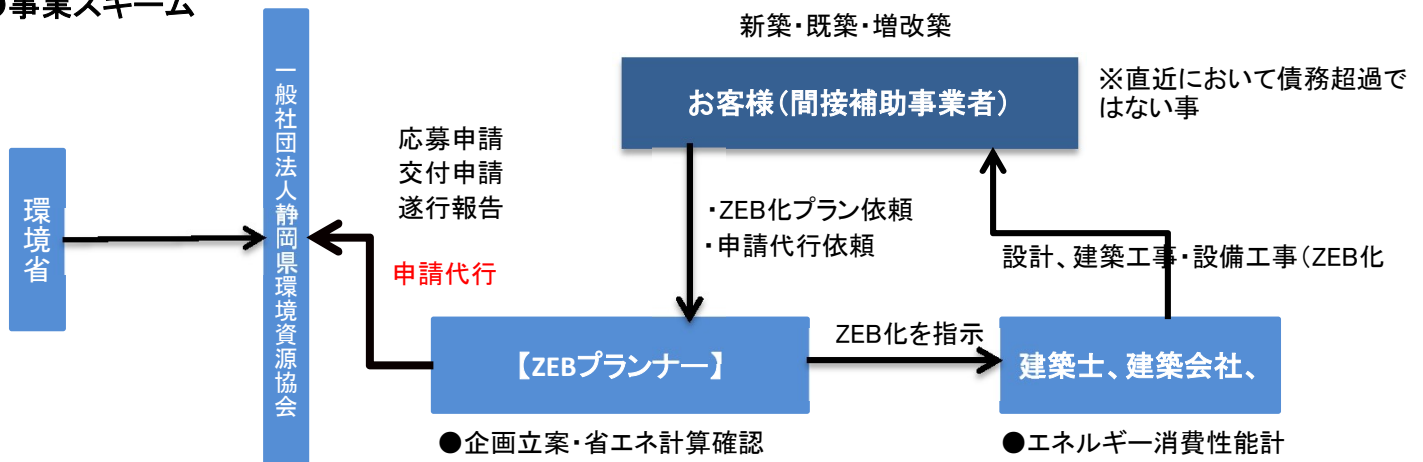 ●事業スキーム
新築・既築・増改築
お客様（間接補助事業者）
※直近において債務超過で
はない事
環境省
一般社団法人静岡県環境資源協会
応募申請
交付申請
遂行報告
申請代行
・ZEB化プラン依頼
・申請代行依頼
設計、建築工事・設備工事（ZEB化
【ZEBプランナー】
ZEB化を指示
建築士、建築会社、
●企画立案・省エネ計算確認
●エネルギー消費性能計